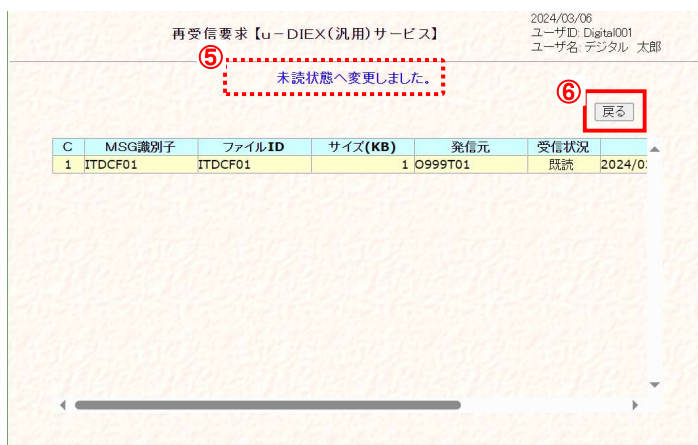 2024/03/06
再受信要求【u－DIEX(汎用)サービス】
ユーザID: Digital001
ユーザ名: デジタル 太郎
⑤
未読状態へ変更しました。
⑥
戻る
C MSG識別子 ファイルID サイズ(KB) 発信元 受信状況
1 ITDCF01 ITDCF01 1 O999T01 既読 2024/0